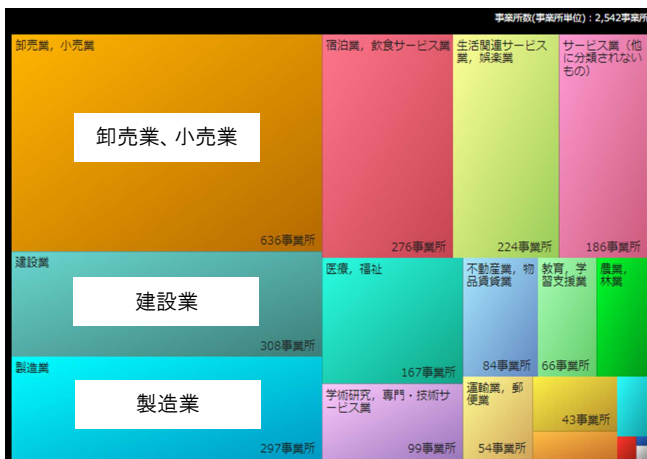 事業所数(事業所単位)：2,542事業所
卸売業，小売業
卸売業、小売業
636事業所
建設業
建設業
308事業所
製造業
製造業
297事業所
宿泊業，飲食サービス業
276事業所
生活関連サービス
業，娯楽業
224事業所
サービス業（他
に分類されない
もの）
186事業所
医療，福祉
167事業所
学術研究，専門・技術サ
ービス業
99事業所
不動産業，物
品賃貸業
84事業所
教育，学
習支援業
66事業所
農業，
林業
運輸業，郵
便業
54事業所
43事業所